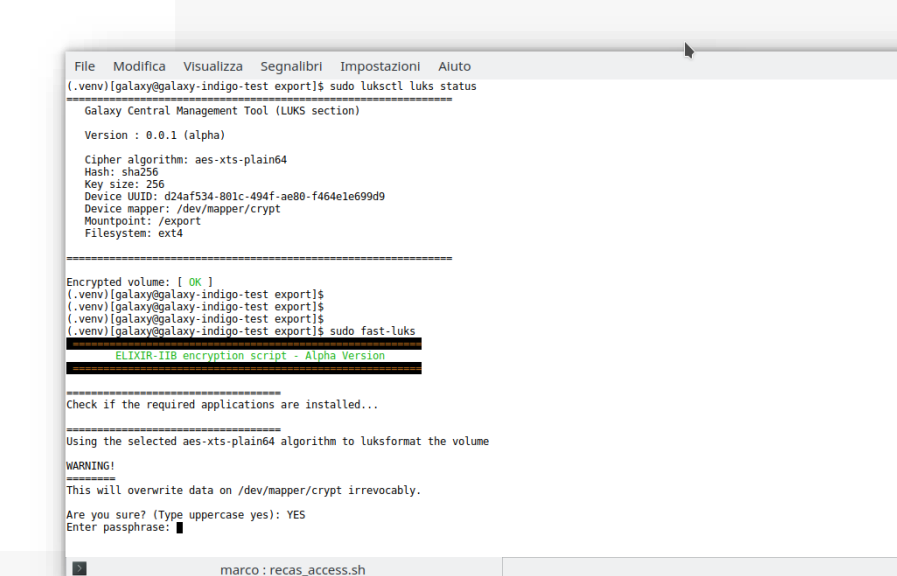 File Modifica Visualizza Segnalibri Impostazioni Aiuto
(.venv)[galaxy@galaxy-indigo-test export]$ sudo luksctl luks status
===============================================================
Galaxy Central Management Tool (LUKS section)
Version : 0.0.1 (alpha)
Cipher algorithm: aes-xts-plain64
Hash: sha256
Key size: 256
Device UUID: d24af534-801c-494f-ae80-f464e1e699d9
Device mapper: /dev/mapper/crypt
Mountpoint: /export
Filesystem: ext4
===============================================================
Encrypted volume: [ OK ]
(.venv)[galaxy@galaxy-indigo-test export]$
(.venv)[galaxy@galaxy-indigo-test export]$
(.venv)[galaxy@galaxy-indigo-test export]$
(.venv)[galaxy@galaxy-indigo-test export]$ sudo fast-luks
=========================================================
ELIXIR-IIB encryption script - Alpha Version
=========================================================
===================================
Check if the required applications are installed...
===================================
Using the selected aes-xts-plain64 algorithm to luksformat the volume
WARNING!
========
This will overwrite data on /dev/mapper/crypt irrevocably.
Are you sure? (Type uppercase yes): YES
Enter passphrase:
marco : recas_access.sh